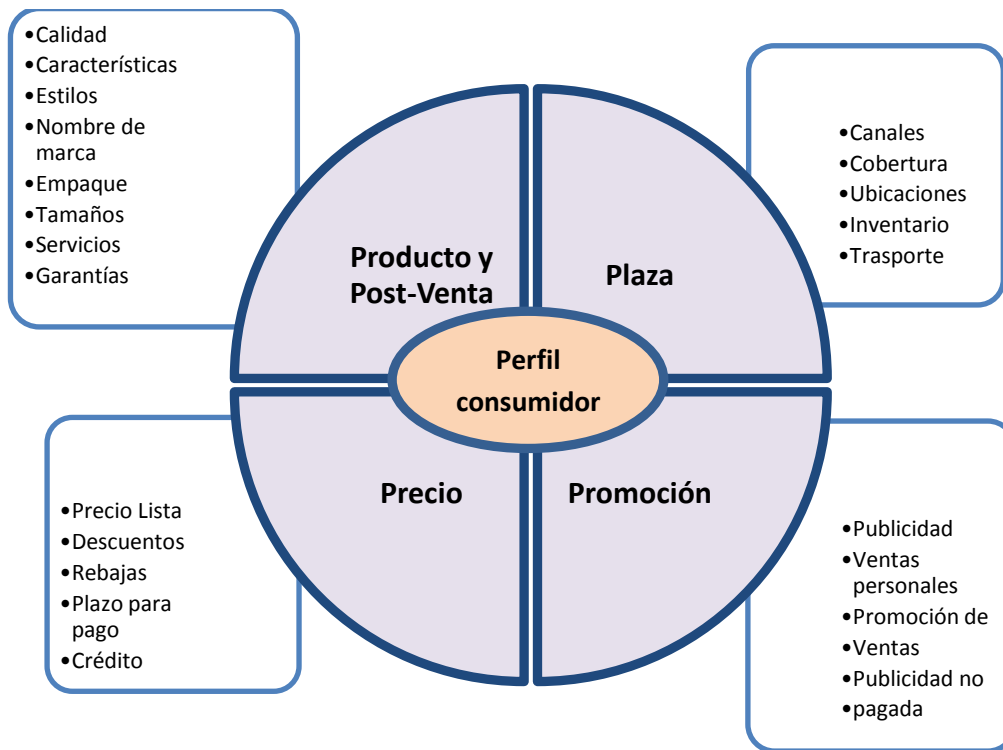 •Calidad
•Características
•Estilos
•Nombre de
marca
•Empaque
•Tamaños
•Servicios
•Garantías
•Canales
•Cobertura
•Ubicaciones
•Inventario
•Trasporte
Producto y
Post-Venta
Plaza
Perfil
consumidor
Precio
Promoción
•Precio Lista
•Descuentos
•Rebajas
•Plazo para
pago
•Crédito
•Publicidad
•Ventas
personales
•Promoción de
•Ventas
•Publicidad no
•pagada